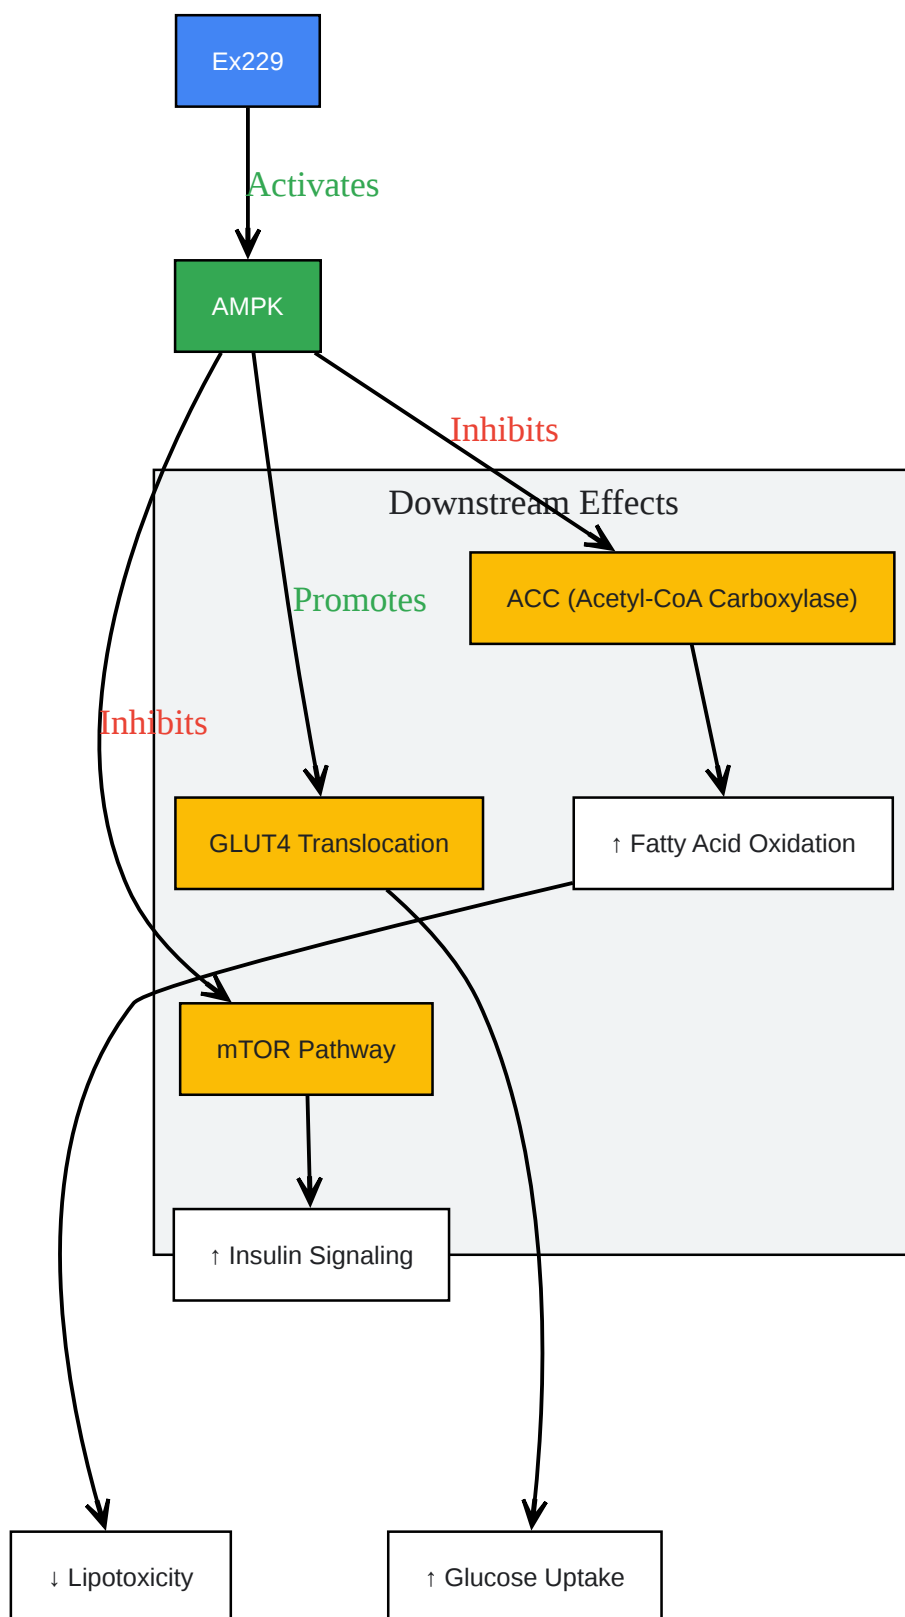 Ex229
Activates
AMPK
Inhibits
Downstream Effects
Promotes
ACC (Acetyl-CoA Carboxylase)
Inhibits
GLUT4 Translocation
↑ Fatty Acid Oxidation
mTOR Pathway
↑ Insulin Signaling
↓ Lipotoxicity
↑ Glucose Uptake